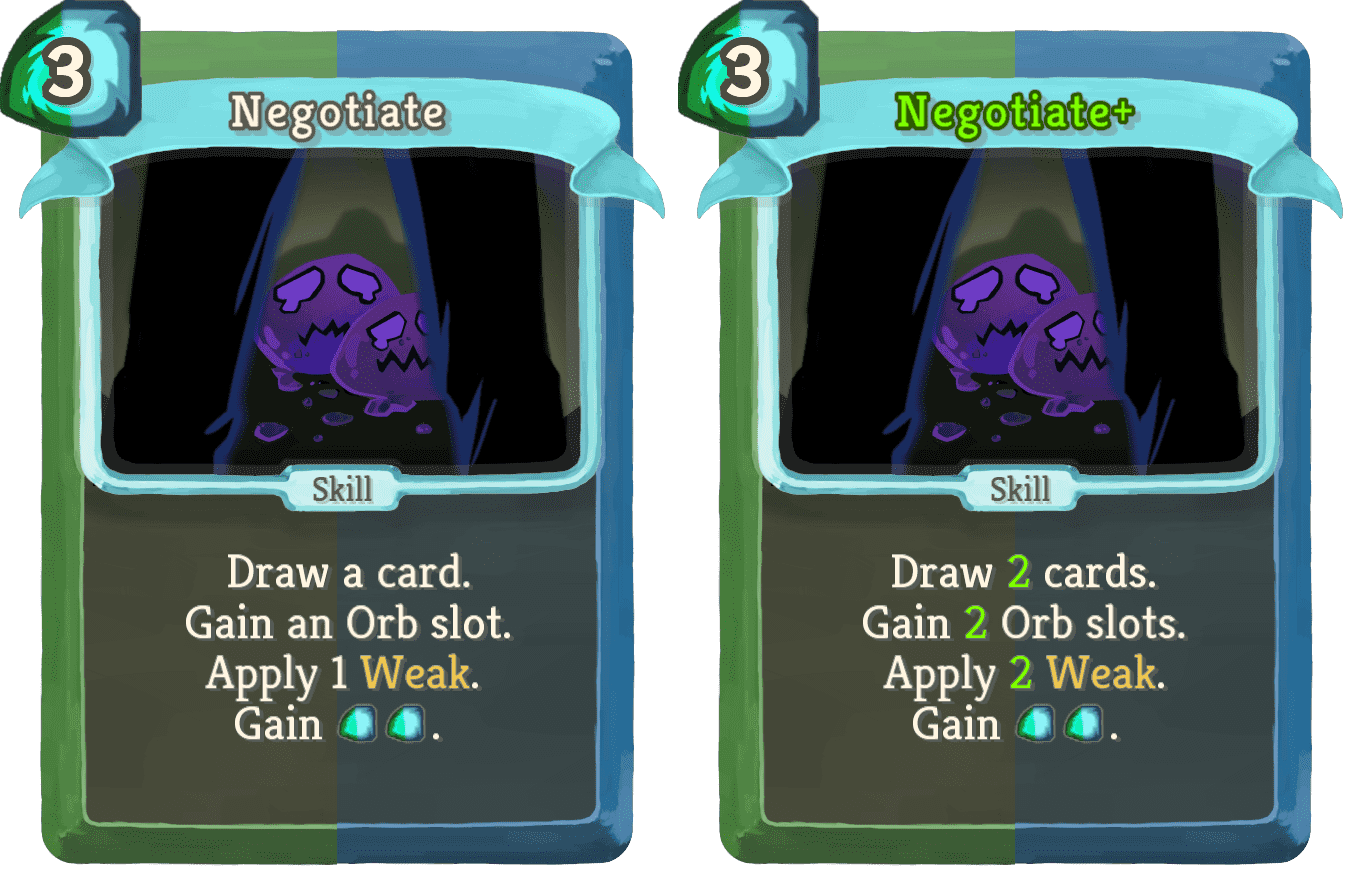 3
Negotiate
Skill
Draw a card.
Gain an Orb slot.
Apply 1 Weak.
Gain .
3
Negotiate+
Skill
Draw 2 cards.
Gain 2 Orb slots.
Apply 2 Weak.
Gain .